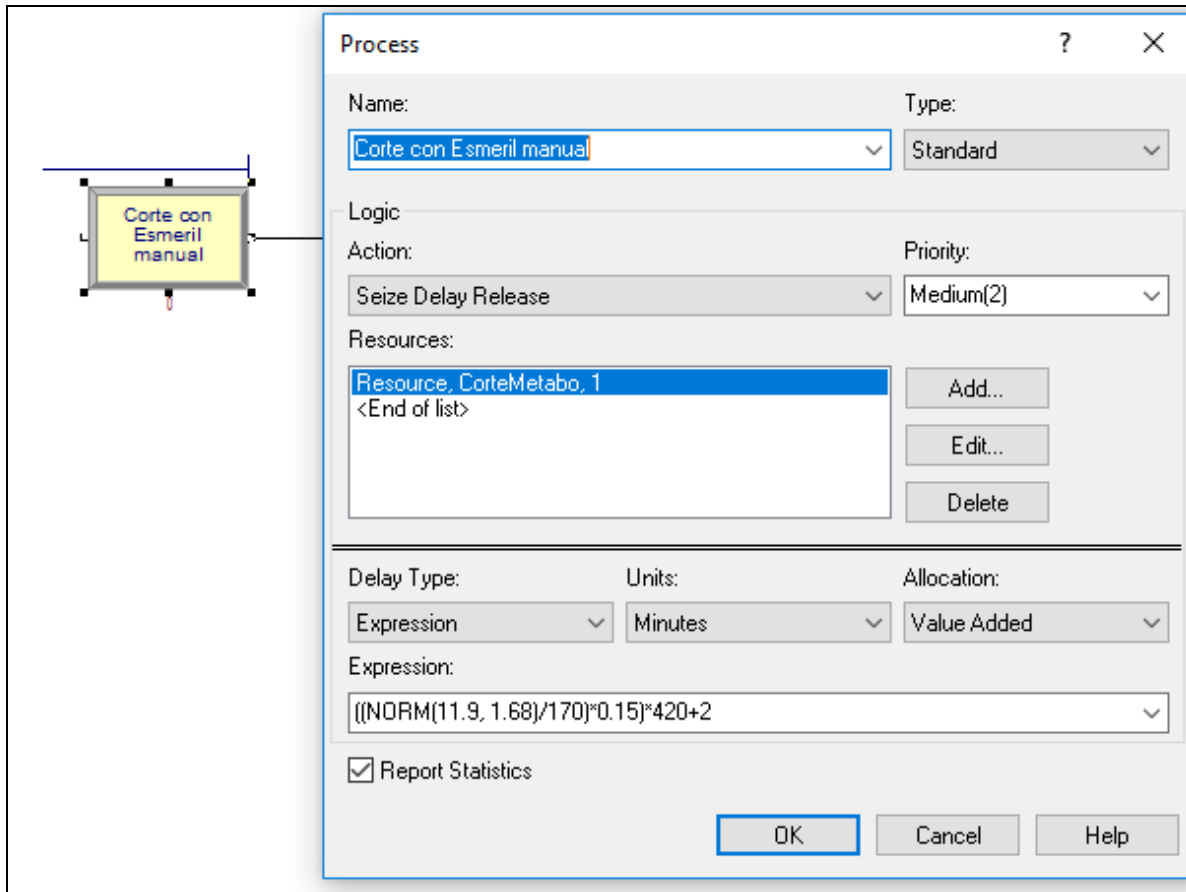 Process ?
Name: Type:
Corte con Esmeril manual Standard
Corte con
Esmeril
manual
0
Logic
Action: Priority:
Seize Delay Release Medium(2)
Resources:
Resource, CorteMetabo, 1
<End of list>
Add...
Edit...
Delete
Delay Type: Units: Allocation:
Expression Minutes Value Added
Expression:
((NORM(11.9, 1.68)/170)*0.15)*420+2
Report Statistics
OK Cancel Help